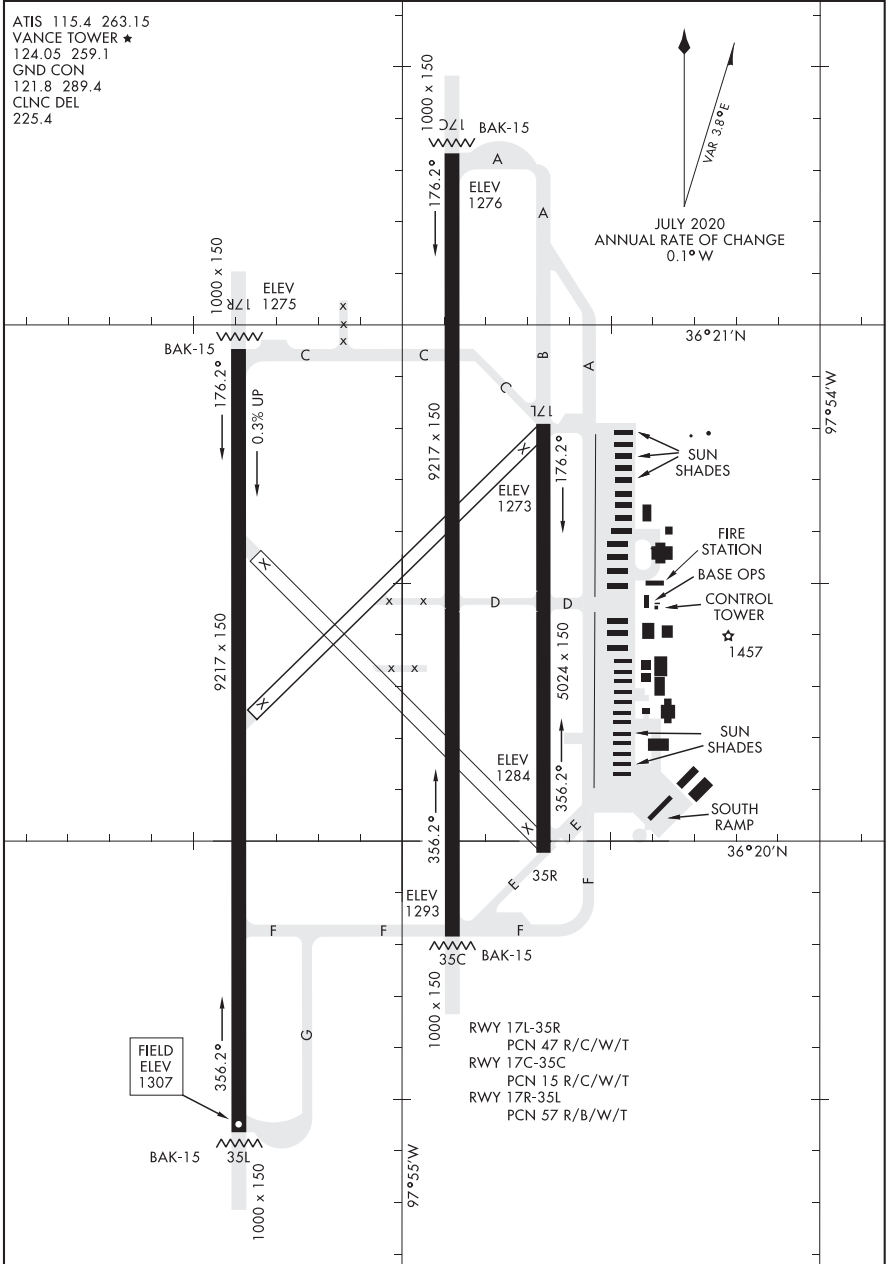 ATIS 115.4 263.15
VANCE TOWER ★
124.05 259.1
GND CON
121.8 289.4
CLNC DEL
225.4
1000 x 150
17C
BAK-15
A
176.2°
ELEV
1276
A
VAR 3.8°E
JULY 2020
ANNUAL RATE OF CHANGE
0.1° W
1000 x 150
17R
ELEV
1275
x
x
x
BAK-15
C
C
B
A
36°21'N
176.2°
0.3% UP
C
97°54'W
17L
9217 x 150
X
176.2°
SUN
SHADES
ELEV
1273
FIRE
STATION
BASE OPS
CONTROL
TOWER
1457
X
x
x
D
D
9217 x 150
5024 x 150
x
x
X
SUN
SHADES
ELEV
1284
356.2°
356.2°
X
E
SOUTH
RAMP
36°20'N
35R
E
F
ELEV
1293
F
F
F
35C
BAK-15
1000 x 150
G
RWY 17L-35R
PCN 47 R/C/W/T
RWY 17C-35C
PCN 15 R/C/W/T
RWY 17R-35L
PCN 57 R/B/W/T
356.2°
FIELD
ELEV
1307
BAK-15
35L
1000 x 150
97°55'W